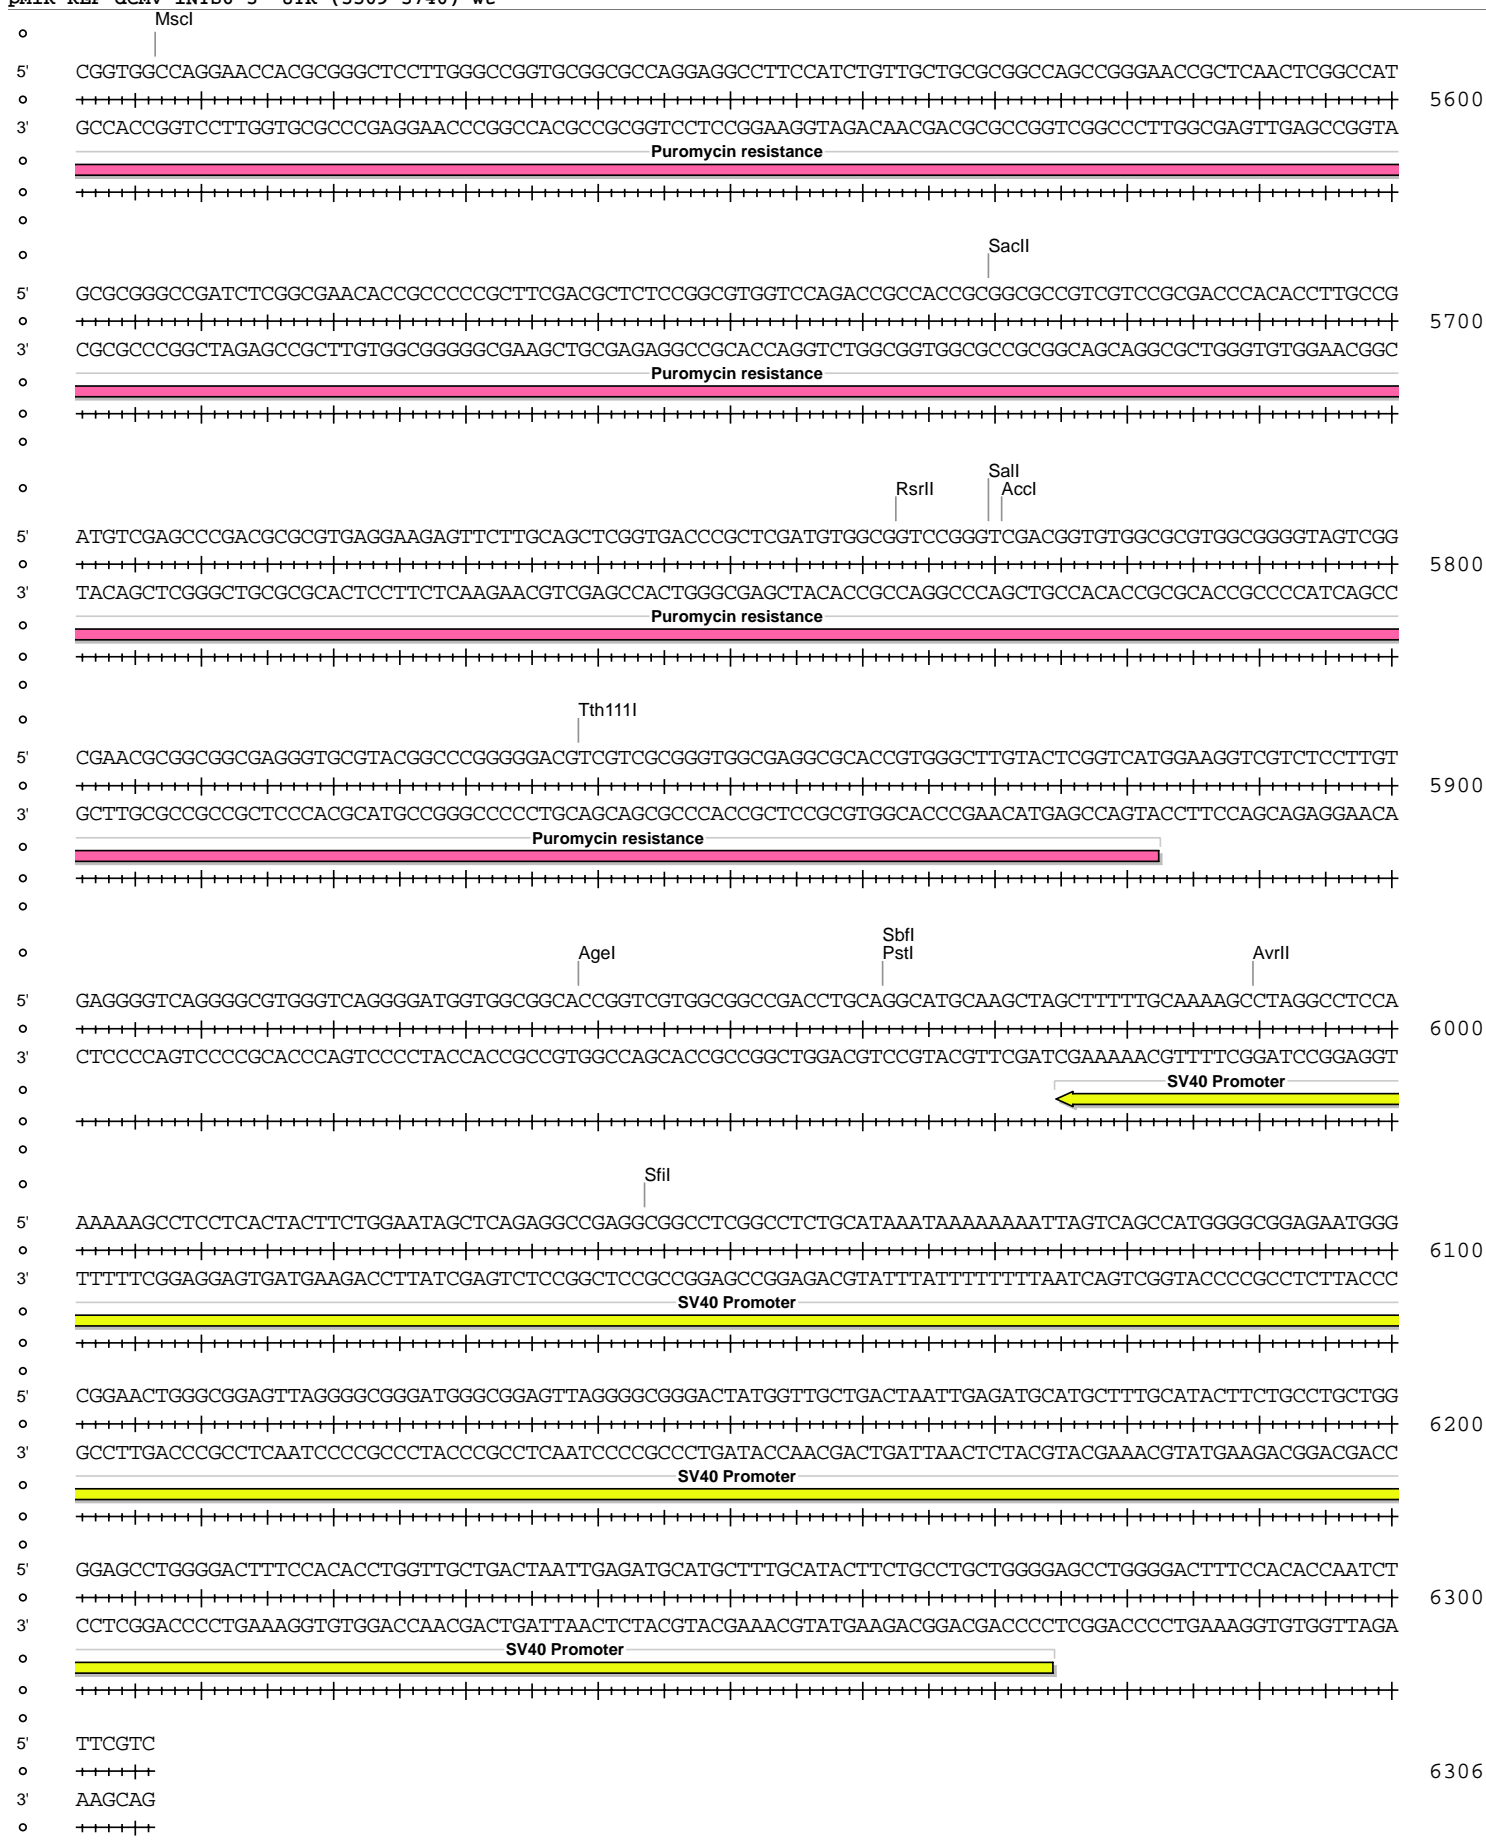 MscI
5' CGGTGGCCAGGAACCACGCGGGCTCCTTGGGCCGGTGCGGCGCCAGGAGGCCTTCCATCTGTTGCTGCGCGGCCAGCCGGGAACCGCTCAACTCGGCCAT
5600
3' GCCACCGGTCCTTGGTGCGCCCGAGGAACCCGGCCACGCCGCGGTCCTCCGGAAGGTAGACAACGACGCGCCGGTCGGCCCTTGGCGAGTTGAGCCGGTA
Puromycin resistance
SacII
5' GCGCGGGCCGATCTCGGCGAACACCGCCCCCGCTTCGACGCTCTCCGGCGTGGTCCAGACCGCCACCGCGGCGCCGTCGTCCGCGACCCACACCTTGCCG
5700
3' CGCGCCCGGCTAGAGCCGCTTGTGGCGGGGGCGAAGCTGCGAGAGGCCGCACCAGGTCTGGCGGTGGCGCCGCGGCAGCAGGCGCTGGGTGTGGAACGGC
Puromycin resistance
SalI
RsrII AccI
5' ATGTCGAGCCCGACGCGCGTGAGGAAGAGTTCTTGCAGCTCGGTGACCCGCTCGATGTGGCGGTCCGGGTCGACGGTGTGGCGCGTGGCGGGGTAGTCGG
5800
3' TACAGCTCGGGCTGCGCGCACTCCTTCTCAAGAACGTCGAGCCACTGGGCGAGCTACACCGCCAGGCCCAGCTGCCACACCGCGCACCGCCCCATCAGCC
Puromycin resistance
Tth111I
5' CGAACGCGGCGGCGAGGGTGCGTACGGCCCGGGGGACGTCGTCGCGGGTGGCGAGGCGCACCGTGGGCTTGTACTCGGTCATGGAAGGTCGTCTCCTTGT
5900
3' GCTTGCGCCGCCGCTCCCACGCATGCCGGGCCCCCTGCAGCAGCGCCCACCGCTCCGCGTGGCACCCGAACATGAGCCAGTACCTTCCAGCAGAGGAACA
Puromycin resistance
SbfI
AgeI PstI AvrII
5' GAGGGGTCAGGGGCGTGGGTCAGGGGATGGTGGCGGCACCGGTCGTGGCGGCCGACCTGCAGGCATGCAAGCTAGCTTTTTGCAAAAGCCTAGGCCTCCA
6000
3' CTCCCCAGTCCCCGCACCCAGTCCCCTACCACCGCCGTGGCCAGCACCGCCGGCTGGACGTCCGTACGTTCGATCGAAAAACGTTTTCGGATCCGGAGGT
SV40 Promoter
SfiI
5' AAAAAGCCTCCTCACTACTTCTGGAATAGCTCAGAGGCCGAGGCGGCCTCGGCCTCTGCATAAATAAAAAAAATTAGTCAGCCATGGGGCGGAGAATGGG
6100
3' TTTTTCGGAGGAGTGATGAAGACCTTATCGAGTCTCCGGCTCCGCCGGAGCCGGAGACGTATTTATTTTTTTTAATCAGTCGGTACCCCGCCTCTTACCC
SV40 Promoter
5' CGGAACTGGGCGGAGTTAGGGGCGGGATGGGCGGAGTTAGGGGCGGGACTATGGTTGCTGACTAATTGAGATGCATGCTTTGCATACTTCTGCCTGCTGG
6200
3' GCCTTGACCCGCCTCAATCCCCGCCCTACCCGCCTCAATCCCCGCCCTGATACCAACGACTGATTAACTCTACGTACGAAACGTATGAAGACGGACGACC
SV40 Promoter
5' GGAGCCTGGGGACTTTCCACACCTGGTTGCTGACTAATTGAGATGCATGCTTTGCATACTTCTGCCTGCTGGGGAGCCTGGGGACTTTCCACACCAATCT
6300
3' CCTCGGACCCCTGAAAGGTGTGGACCAACGACTGATTAACTCTACGTACGAAACGTATGAAGACGGACGACCCCTCGGACCCCTGAAAGGTGTGGTTAGA
SV40 Promoter
5' TTCGTC
6306
3' AAGCAG